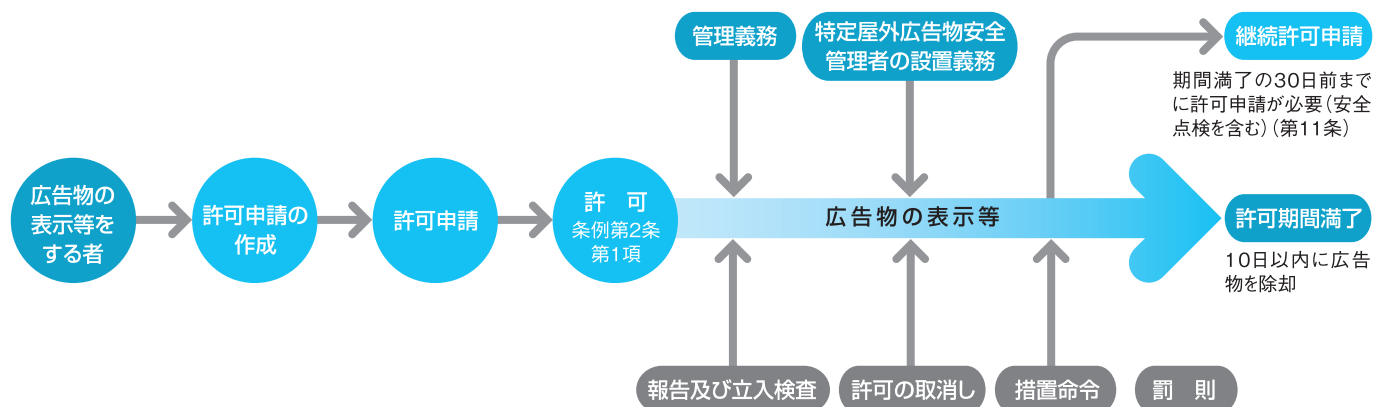 管理義務
特定屋外広告物安全
管理者の設置義務
継続許可申請
期間満了の30日前まで
に許可申請が必要(安全
点検を含む)(第11条)
広告物の
表示等を
する者
許可申請の
作成
許可申請
許　可
条例第2条
第1項
広告物の表示等
許可期間満了
10日以内に広告
物を除却
報告及び立入検査
許可の取消し
措置命令
罰　則